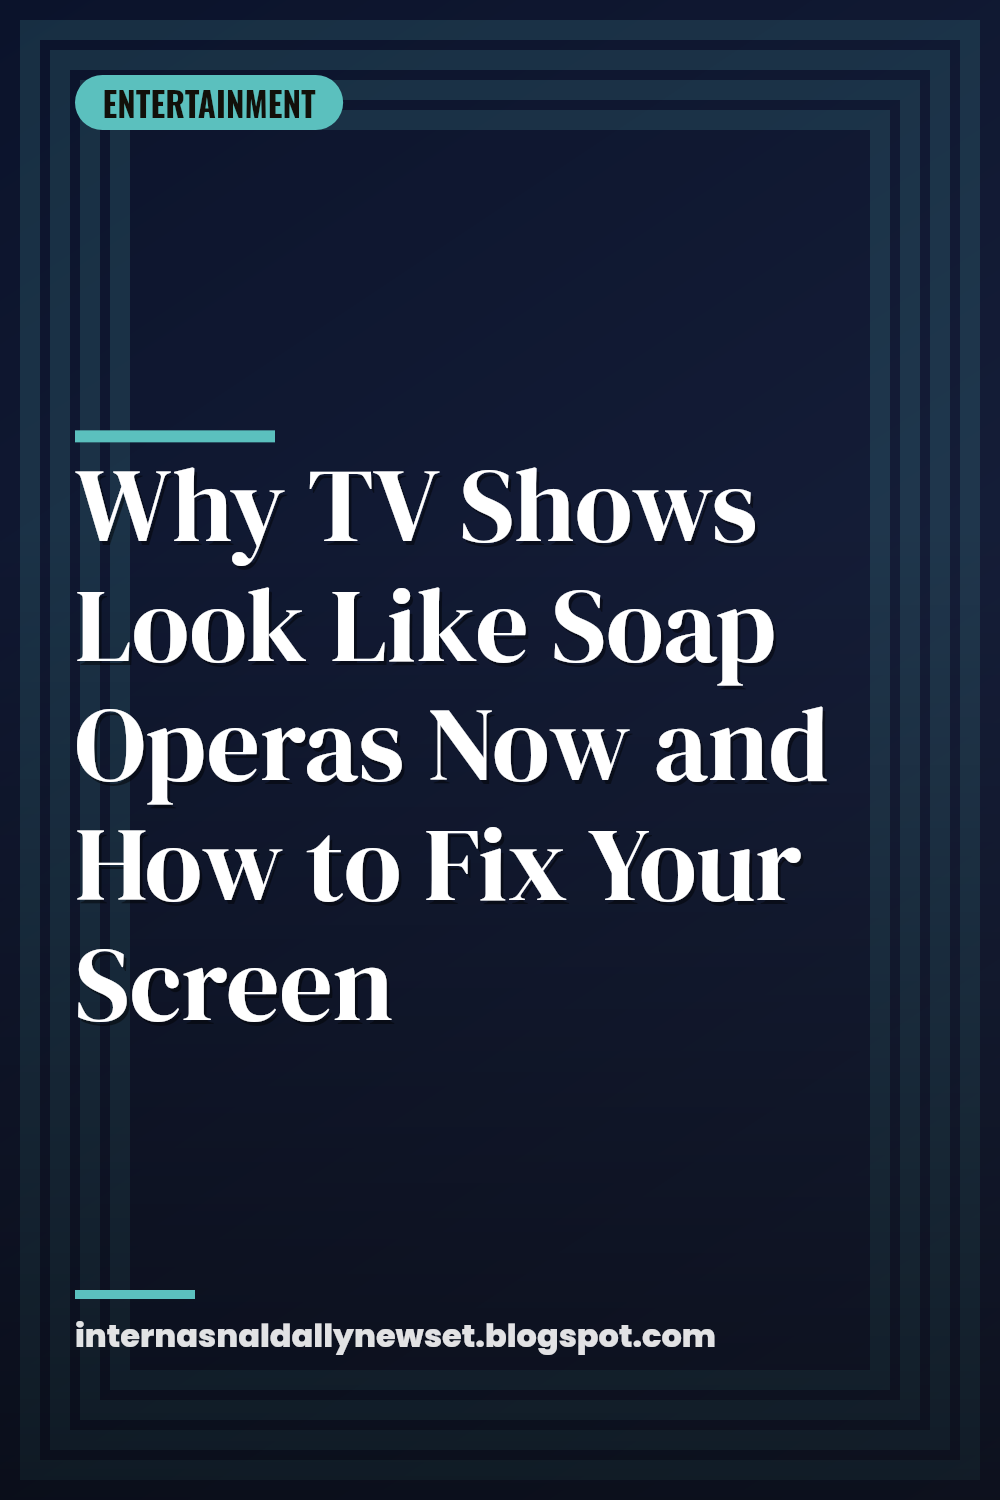 ENTERTAINMENT
Why TV Shows
Look Like Soap
Operas Now and
How to Fix Your
Screen
internasnaldallynewset.blogspot.com